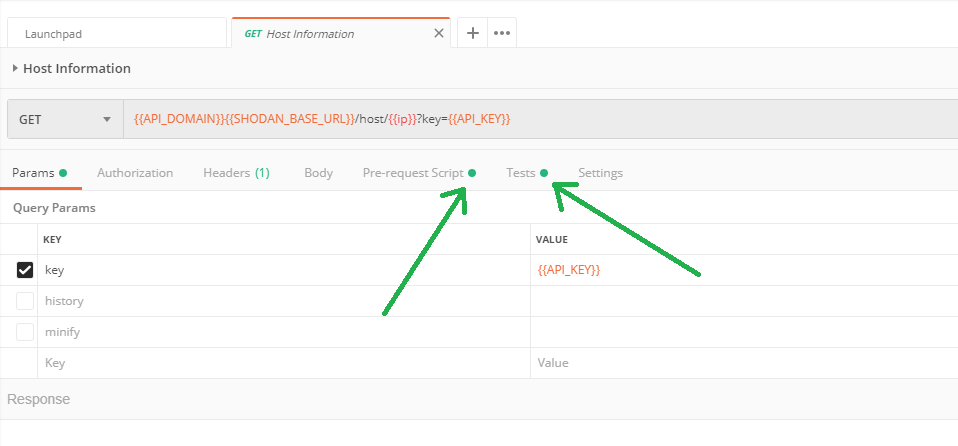 Launchpad GET Host Information
Host Information
GET {{API_DOMAIN}}{{SHODAN_BASE_URL}}/host/{{ip}}?key={{API_KEY}}
Params Authorization Headers (1) Body Pre-request Script Tests Settings
Query Params
KEY VALUE
key {{API_KEY}}
history
minify
Key Value
Response